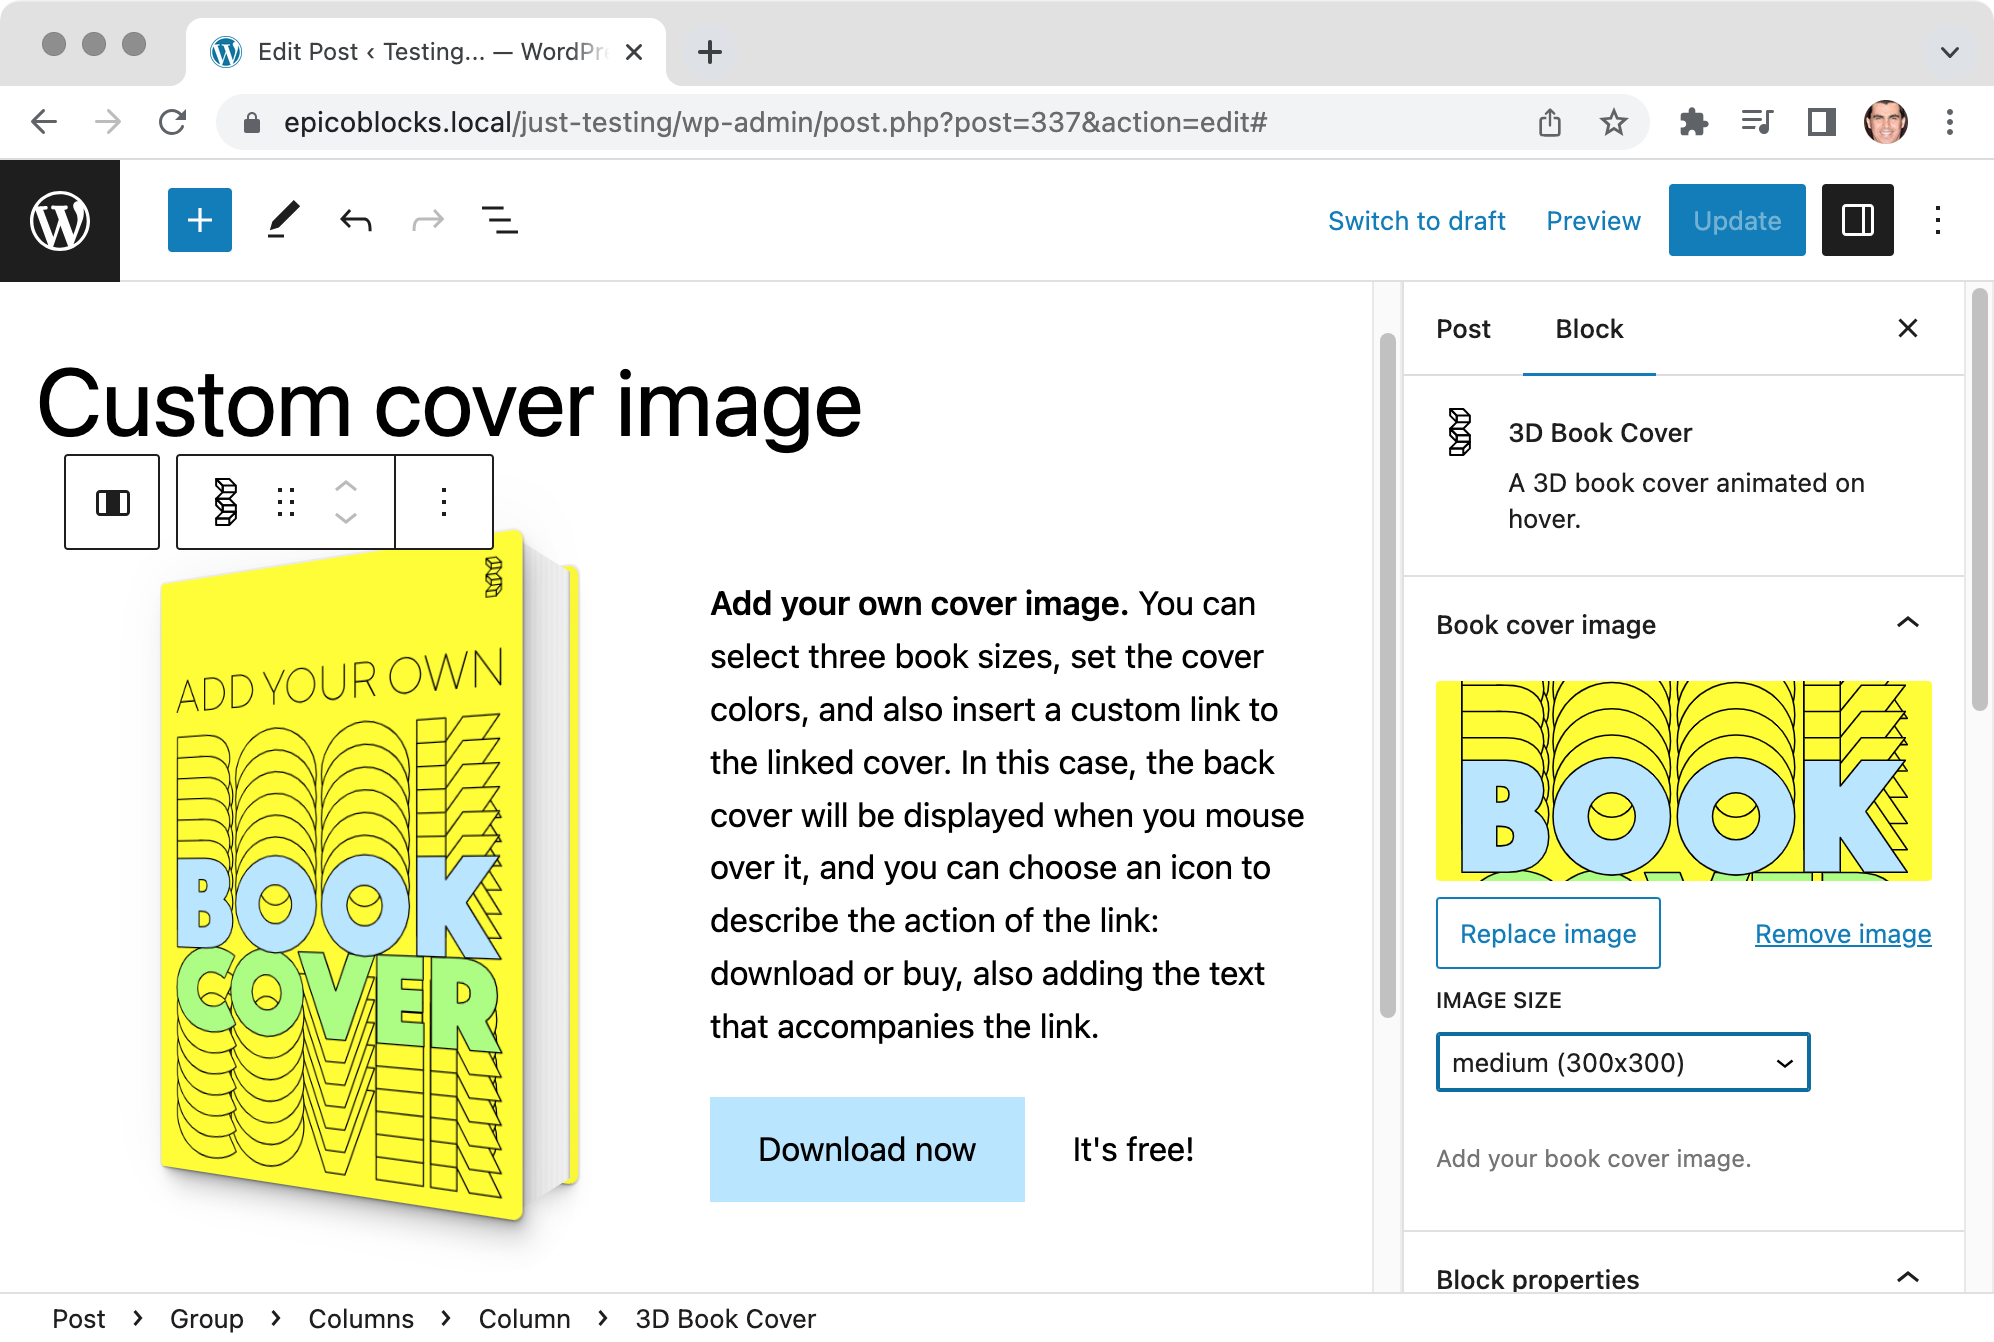 Edit Post ‹ Testing... — WordPr
epicoblocks.local/just-testing/wp-admin/post.php?post=337&action=edit#
Switch to draft
Preview
Update
Custom cover image
ADD YOUR OWN
BOOK
COVER
Add your own cover image. You can
select three book sizes, set the cover
colors, and also insert a custom link to
the linked cover. In this case, the back
cover will be displayed when you mouse
over it, and you can choose an icon to
describe the action of the link:
download or buy, also adding the text
that accompanies the link.
Download now
It's free!
Post
Block
3D Book Cover
A 3D book cover animated on
hover.
Book cover image
BOOK
COVER
Replace image
Remove image
IMAGE SIZE
medium (300x300)
Add your book cover image.
Block properties
Post › Group › Columns › Column › 3D Book Cover